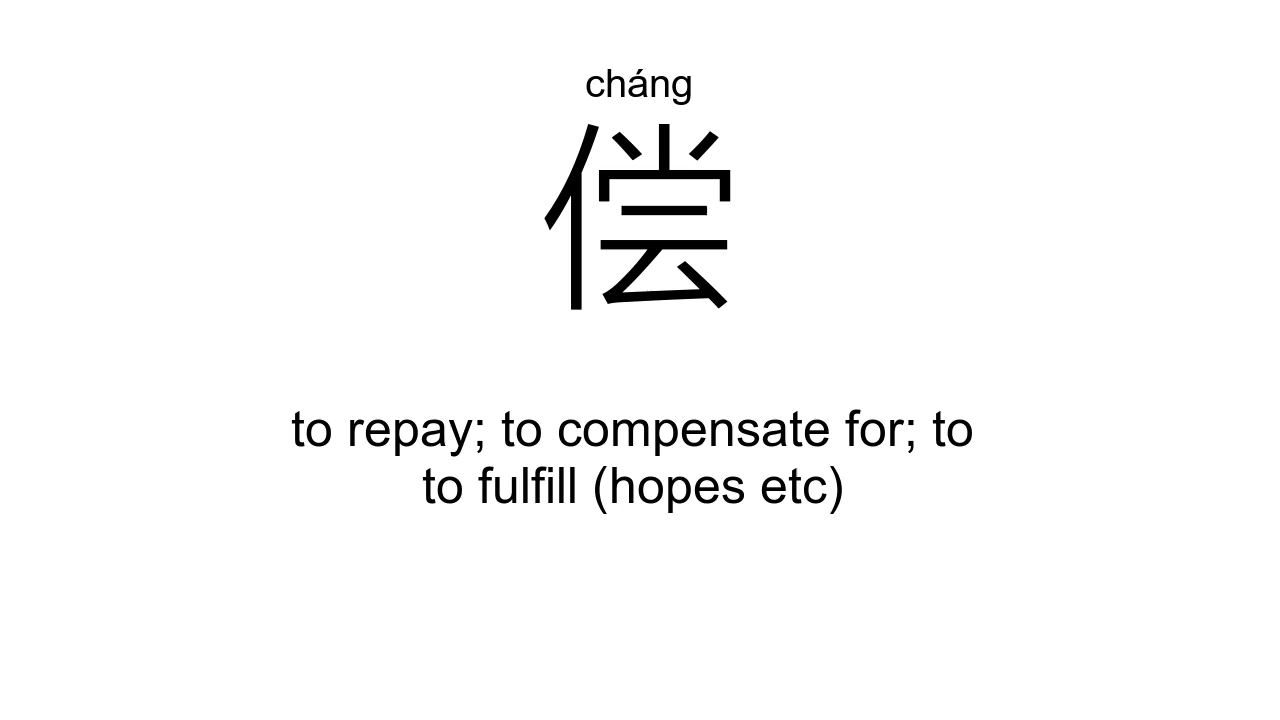 cháng
偿
to repay; to compensate for; to
to fulfill (hopes etc)